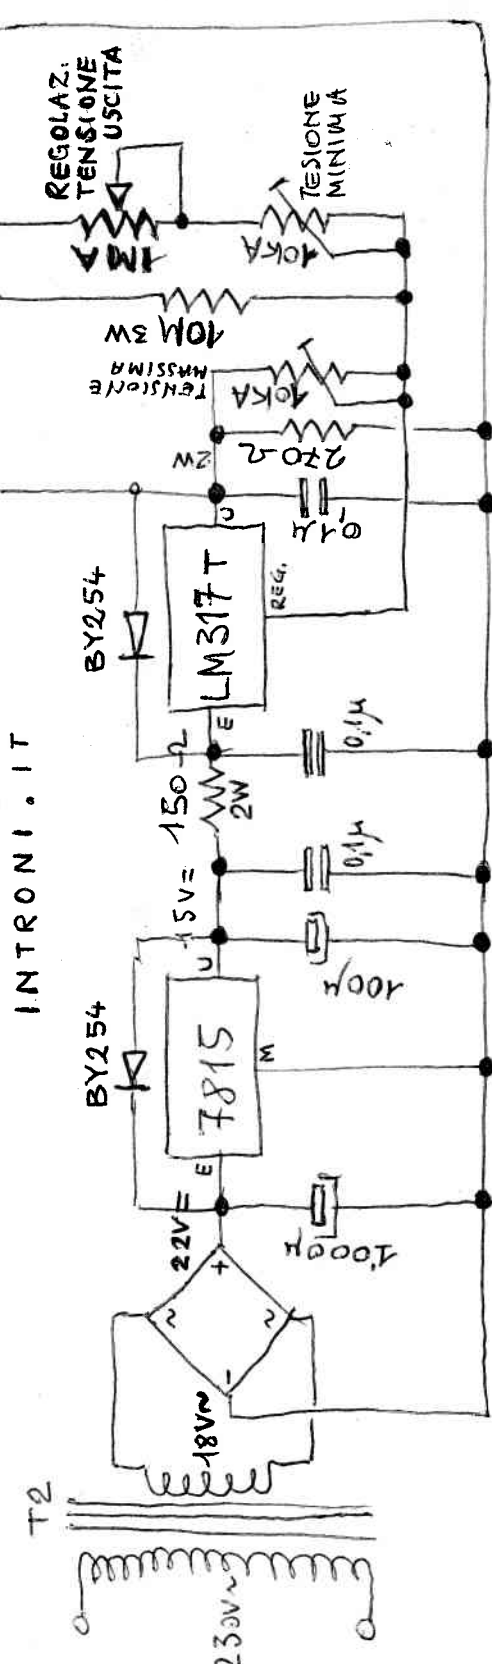 REGOLAZ.
TENSIONE
USCITA
1MA
TESIONE
MINIMA
10KA
10M 3W
TENSIONE
MASSIMA
10KA
2W
270Ω
U
0,1µ
BY254
LM317T
REG.
E
150Ω
2W
0,1µ
INTRONI.IT
15V=
0,1µ
U
100µ
BY254
7815
M
E
22V=
1000µ
+
~
~
-
18V~
T2
230V~